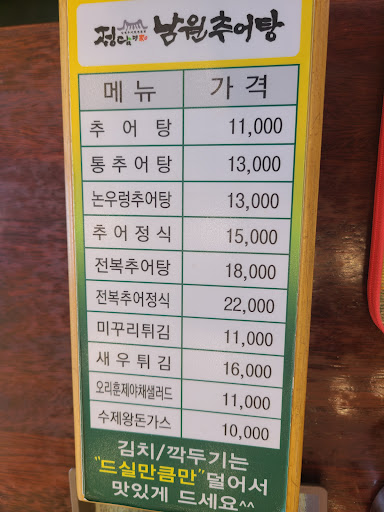 정담 남원추어탕
메뉴 가격
추어탕 11,000
통추어탕 13,000
논우렁추어탕 13,000
추어정식 15,000
전복추어탕 18,000
전복추어정식 22,000
미꾸리튀김 11,000
새우튀김 16,000
오리훈제야채샐러드 11,000
수제왕돈가스 10,000
김치/깍두기는
"드실만큼만"덜어서
맛있게 드세요^^